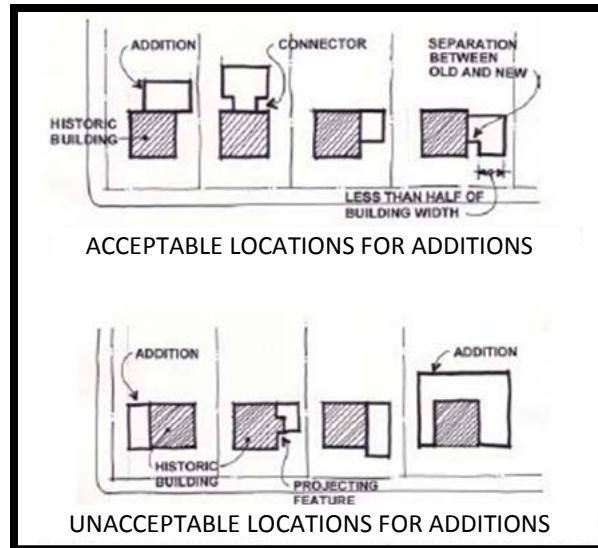 ADDITION
CONNECTOR
SEPARATION
BETWEEN
OLD AND NEW
HISTORIC
BUILDING
LESS THAN HALF OF
BUILDING WIDTH
ACCEPTABLE LOCATIONS FOR ADDITIONS
ADDITION
ADDITION
HISTORIC
BUILDING
PROJECTING
FEATURE
UNACCEPTABLE LOCATIONS FOR ADDITIONS